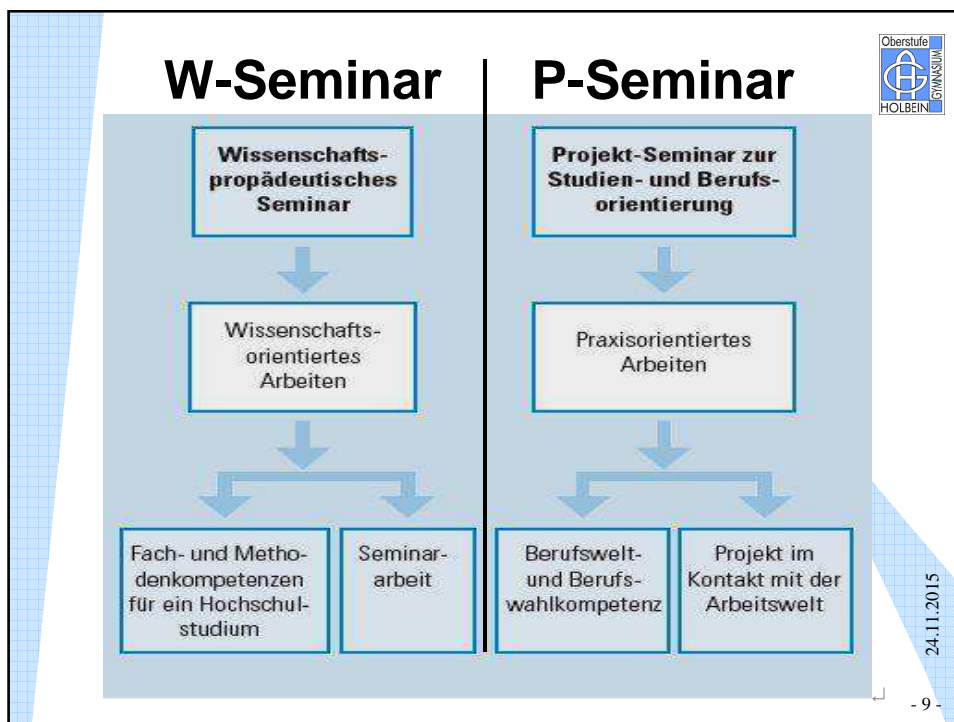 W-Seminar
P-Seminar
Oberstufe
GYMNASIUM
HOLBEIN
Wissenschafts-
propädeutisches
Seminar
Wissenschafts-
orientiertes
Arbeiten
Fach- und Metho-
denkompetenzen
für ein Hochschul-
studium
Seminar-
arbeit
Projekt-Seminar zur
Studien- und Berufs-
orientierung
Praxisorientiertes
Arbeiten
Berufswelt-
und Berufs-
wahlkompetenz
Projekt im
Kontakt mit der
Arbeitswelt
24.11.2015
- 9 -